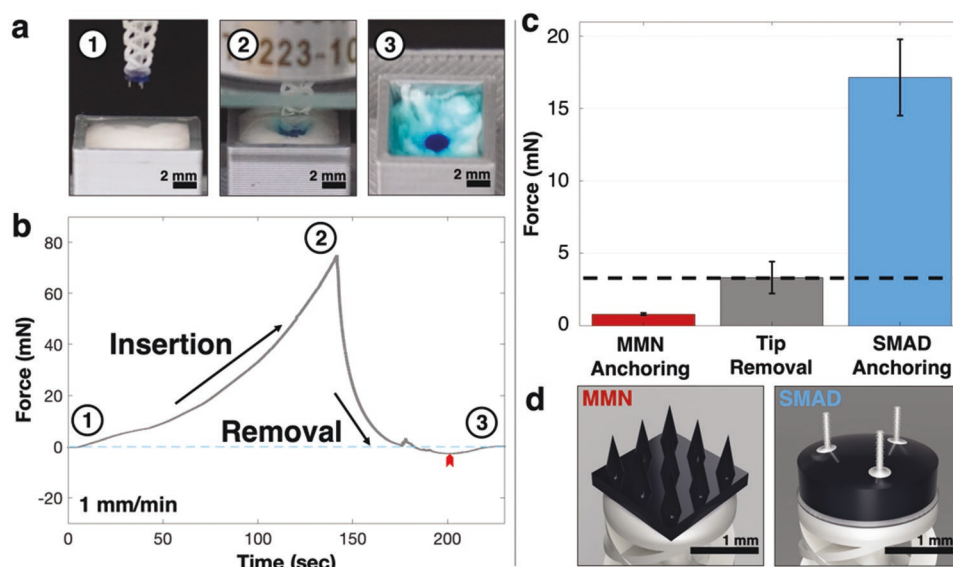 a
1
2
3
223-10
2 mm
2 mm
2 mm
b
80
60
40
20
0
-20
Force (mN)
Insertion
Removal
1
2
3
1 mm/min
0
50
100
150
200
Time (sec)
c
20
15
10
5
0
Force (mN)
MMN
Anchoring
Tip
Removal
SMAD
Anchoring
d
MMN
1 mm
SMAD
1 mm